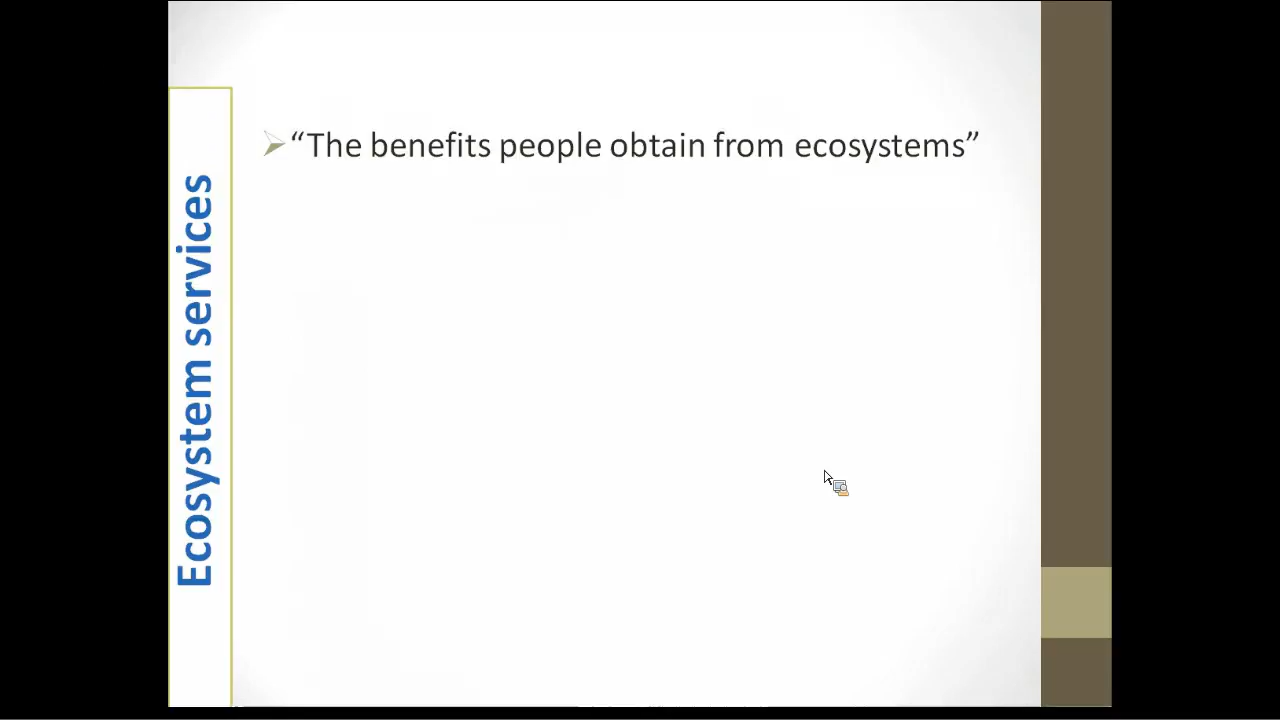 Ecosystem services
“The benefits people obtain from ecosystems”